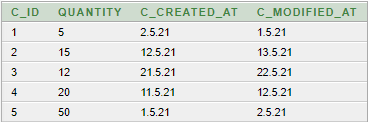 C_ID QUANTITY C_CREATED_AT C_MODIFIED_AT
1 5 2.5.21 1.5.21
2 15 12.5.21 13.5.21
3 12 21.5.21 22.5.21
4 20 11.5.21 12.5.21
5 50 1.5.21 2.5.21